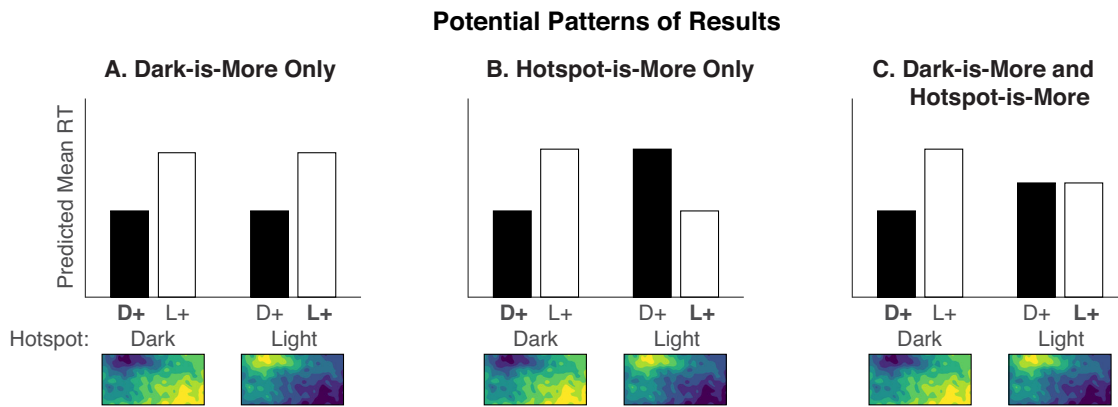 Potential Patterns of Results
A. Dark-is-More Only
B. Hotspot-is-More Only
C. Dark-is-More and
Hotspot-is-More
Predicted Mean RT
D+ L+ D+ L+
D+ L+ D+ L+
D+ L+ D+ L+
Hotspot: Dark Light
Dark Light
Dark Light